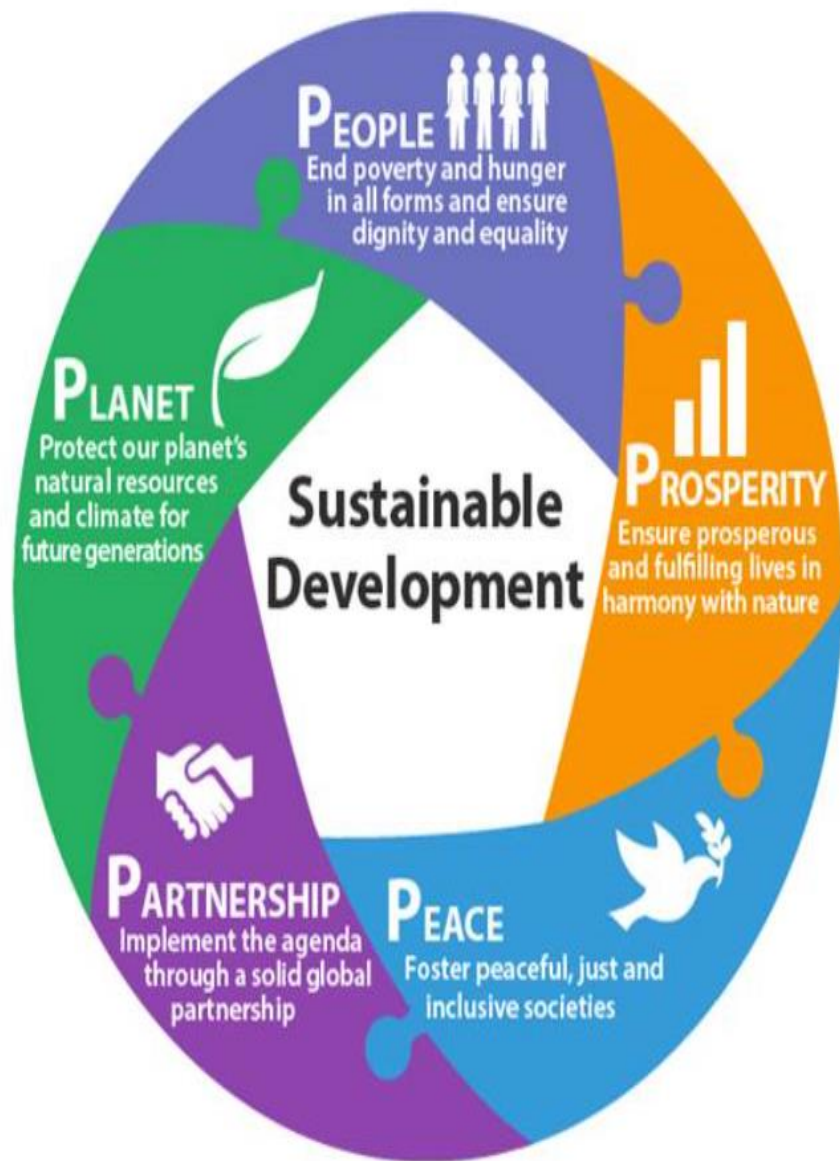 PEOPLE
End poverty and hunger
in all forms and ensure
dignity and equality
PROSPERITY
Ensure prosperous
and fulfilling lives in
harmony with nature
PEACE
Foster peaceful, just and
inclusive societies
PARTNERSHIP
Implement the agenda
through a solid global
partnership
PLANET
Protect our planet's
natural resources
and climate for
future generations
Sustainable
Development